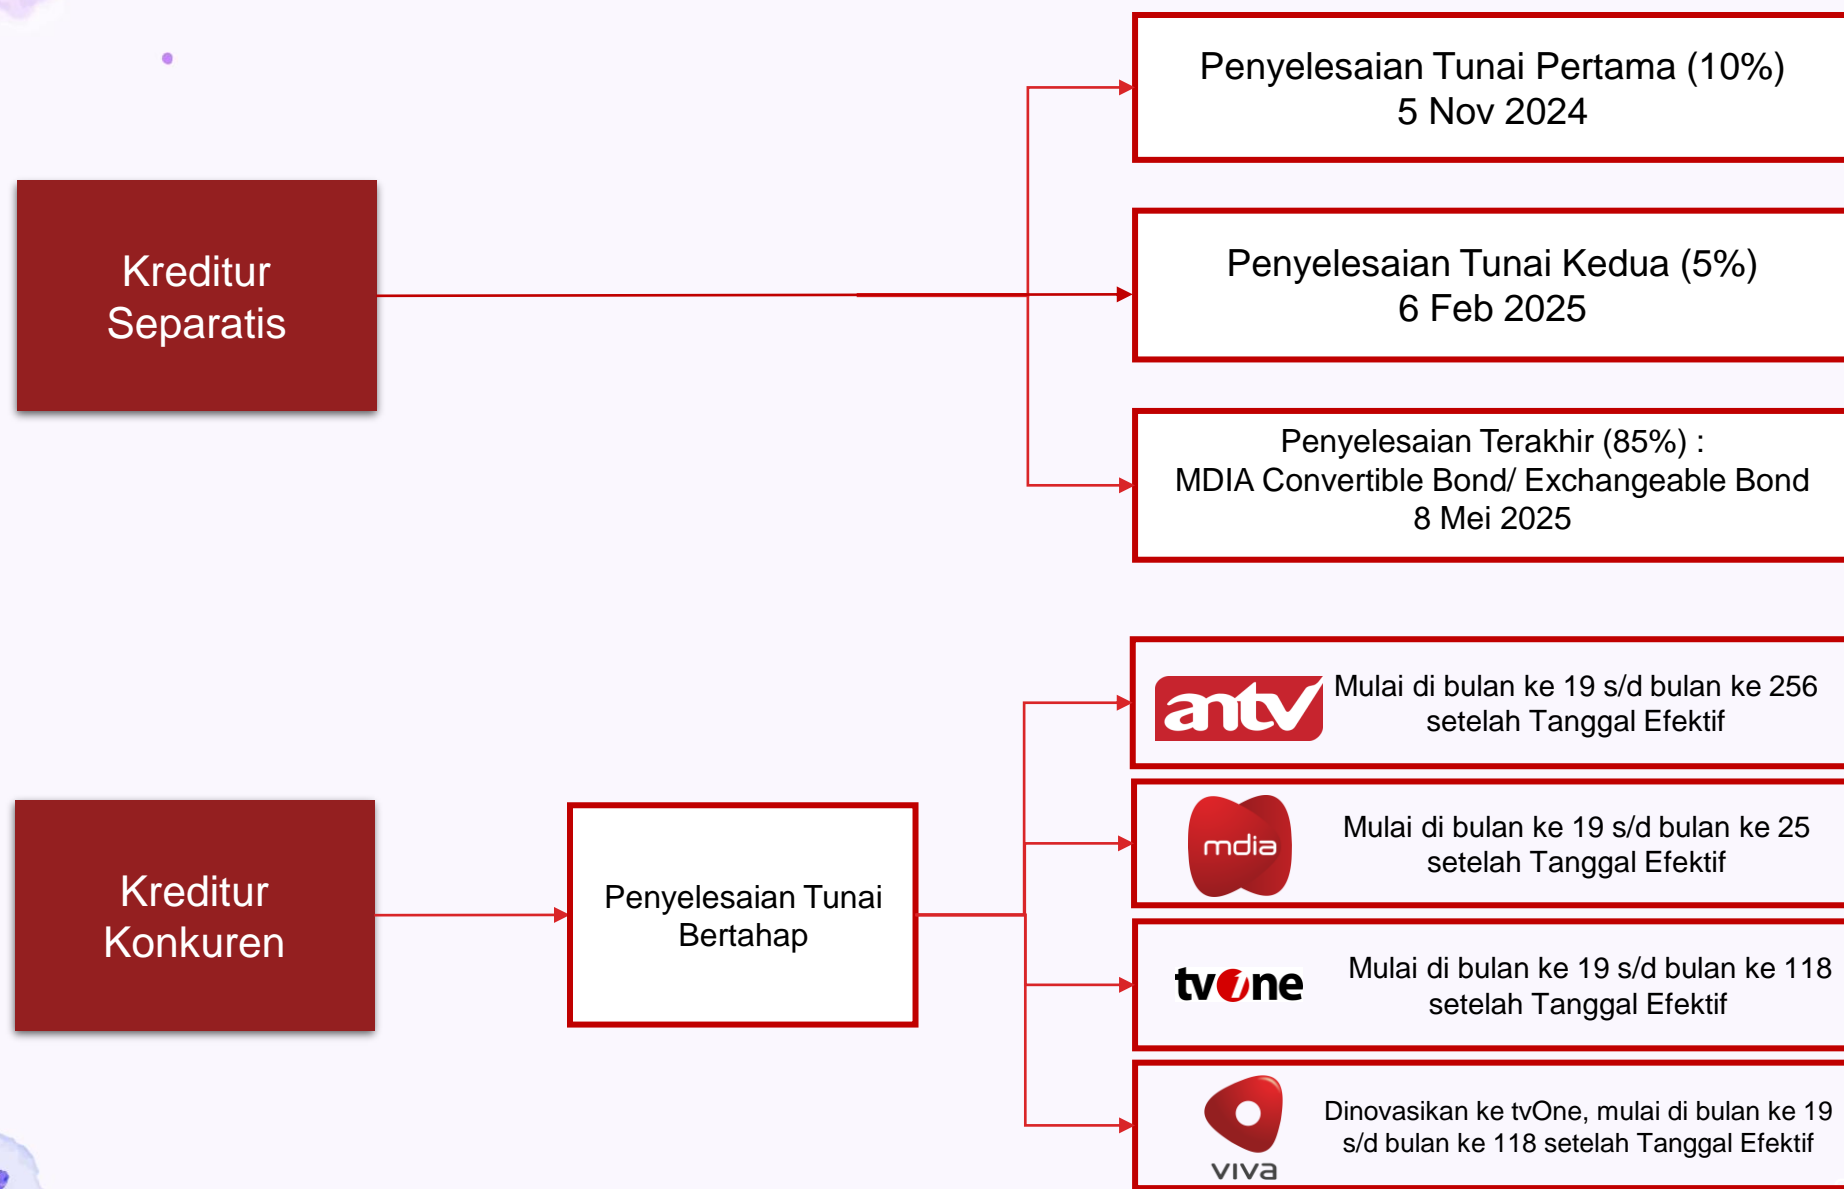 Penyelesaian Tunai Pertama (10%)
5 Nov 2024
Kreditur
Separatis
Penyelesaian Tunai Kedua (5%)
6 Feb 2025
Penyelesaian Terakhir (85%) :
MDIA Convertible Bond/ Exchangeable Bond
8 Mei 2025
Kreditur
Konkuren
Penyelesaian Tunai
Bertahap
antv
Mulai di bulan ke 19 s/d bulan ke 256
setelah Tanggal Efektif
mdia
Mulai di bulan ke 19 s/d bulan ke 25
setelah Tanggal Efektif
tvOne
Mulai di bulan ke 19 s/d bulan ke 118
setelah Tanggal Efektif
viva
Dinovasikan ke tvOne, mulai di bulan ke 19
s/d bulan ke 118 setelah Tanggal Efektif